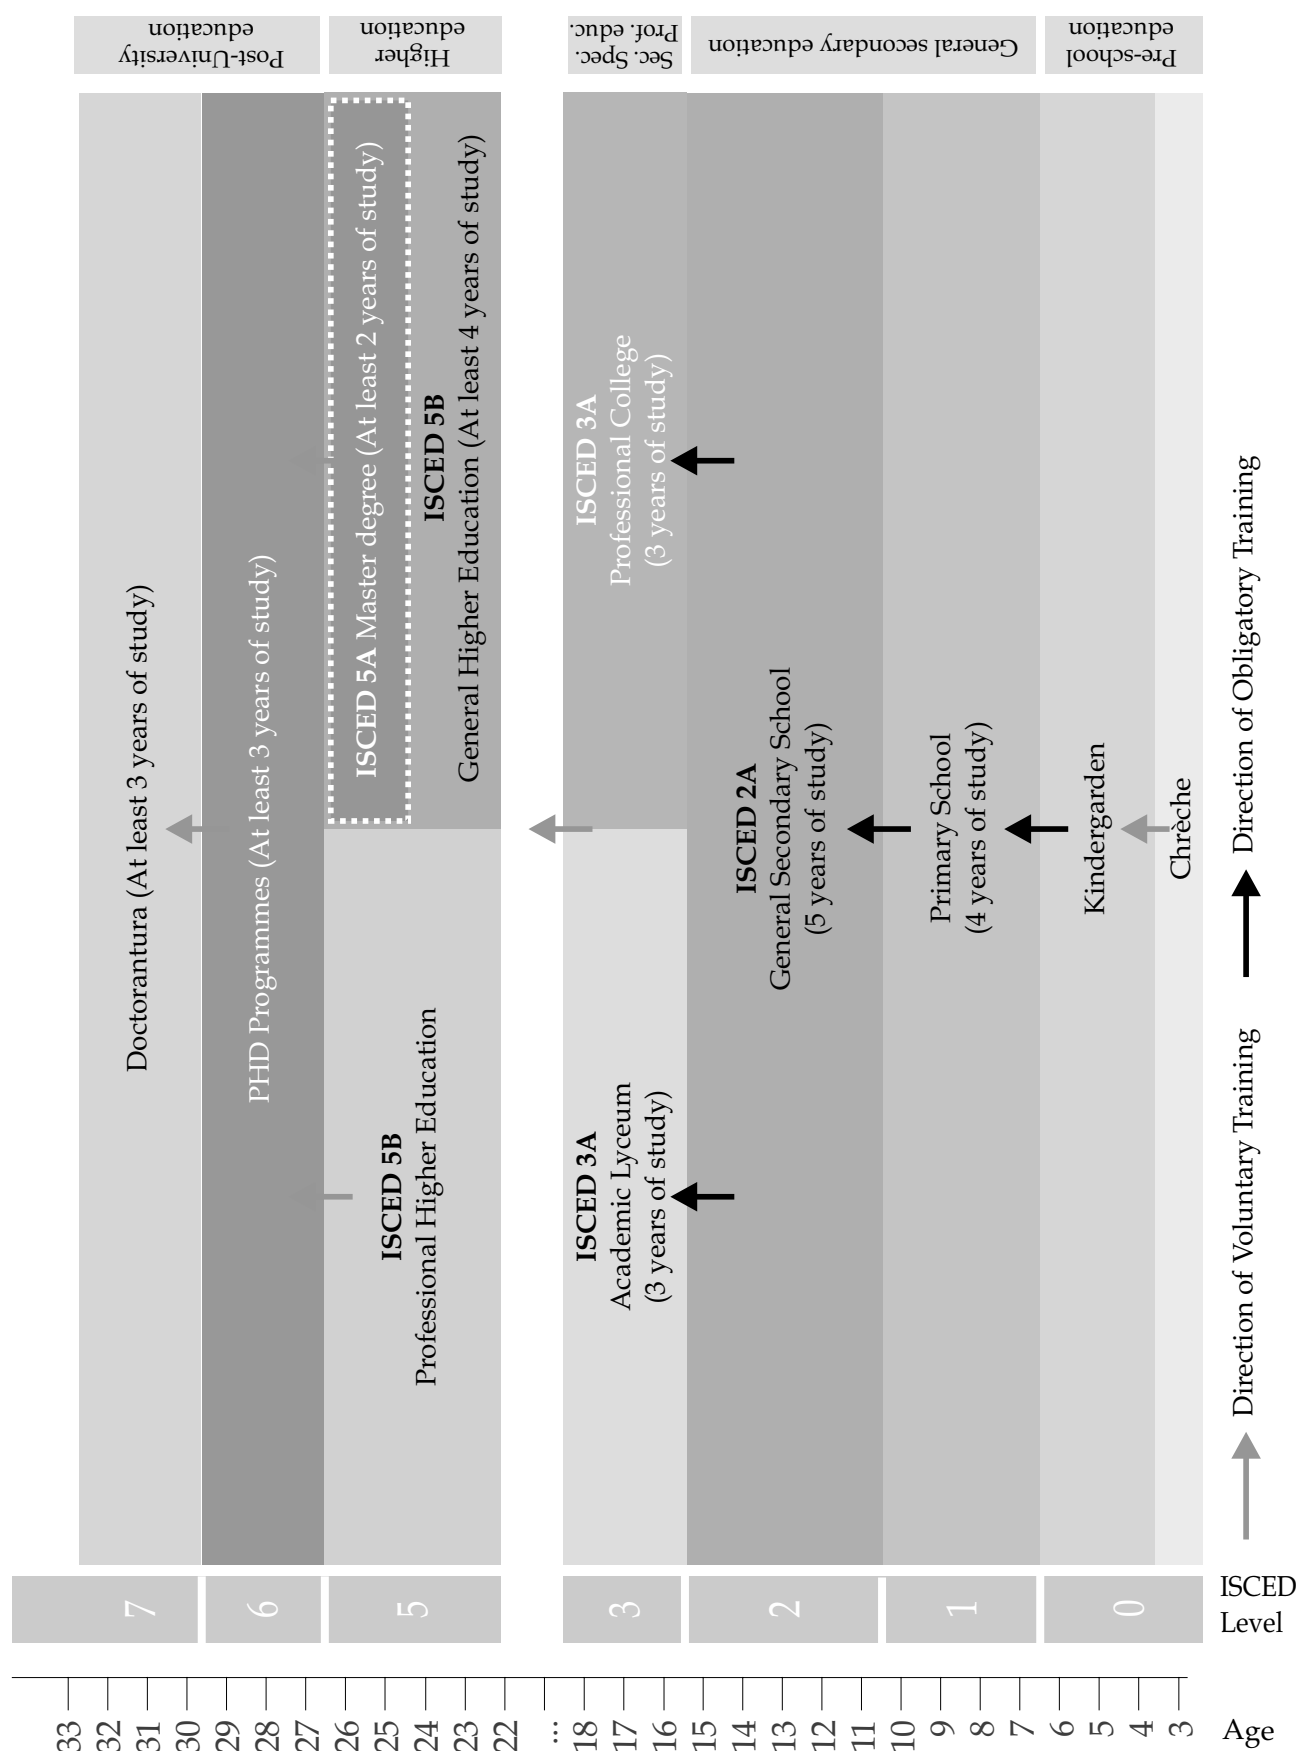 Post-University
education
Higher
education
Sec. Spec.
Prof. educ.
General secondary education
Pre-school
education
Doctorantura (At least 3 years of study)
PHD Programmes (At least 3 years of study)
ISCED 5A Master degree (At least 2 years of study)
ISCED 5B
General Higher Education (At least 4 years of study)
ISCED 5B
Professional Higher Education
ISCED 3A
Professional College
(3 years of study)
ISCED 3A
Academic Lyceum
(3 years of study)
ISCED 2A
General Secondary School
(5 years of study)
Primary School
(4 years of study)
Kindergarden
Chrèche
7
6
5
3
2
1
0
ISCED
Level
33
32
31
30
29
28
27
26
25
24
23
22
...
18
17
16
15
14
13
12
11
10
9
8
7
6
5
4
3
Age
Direction of Voluntary Training
Direction of Obligatory Training